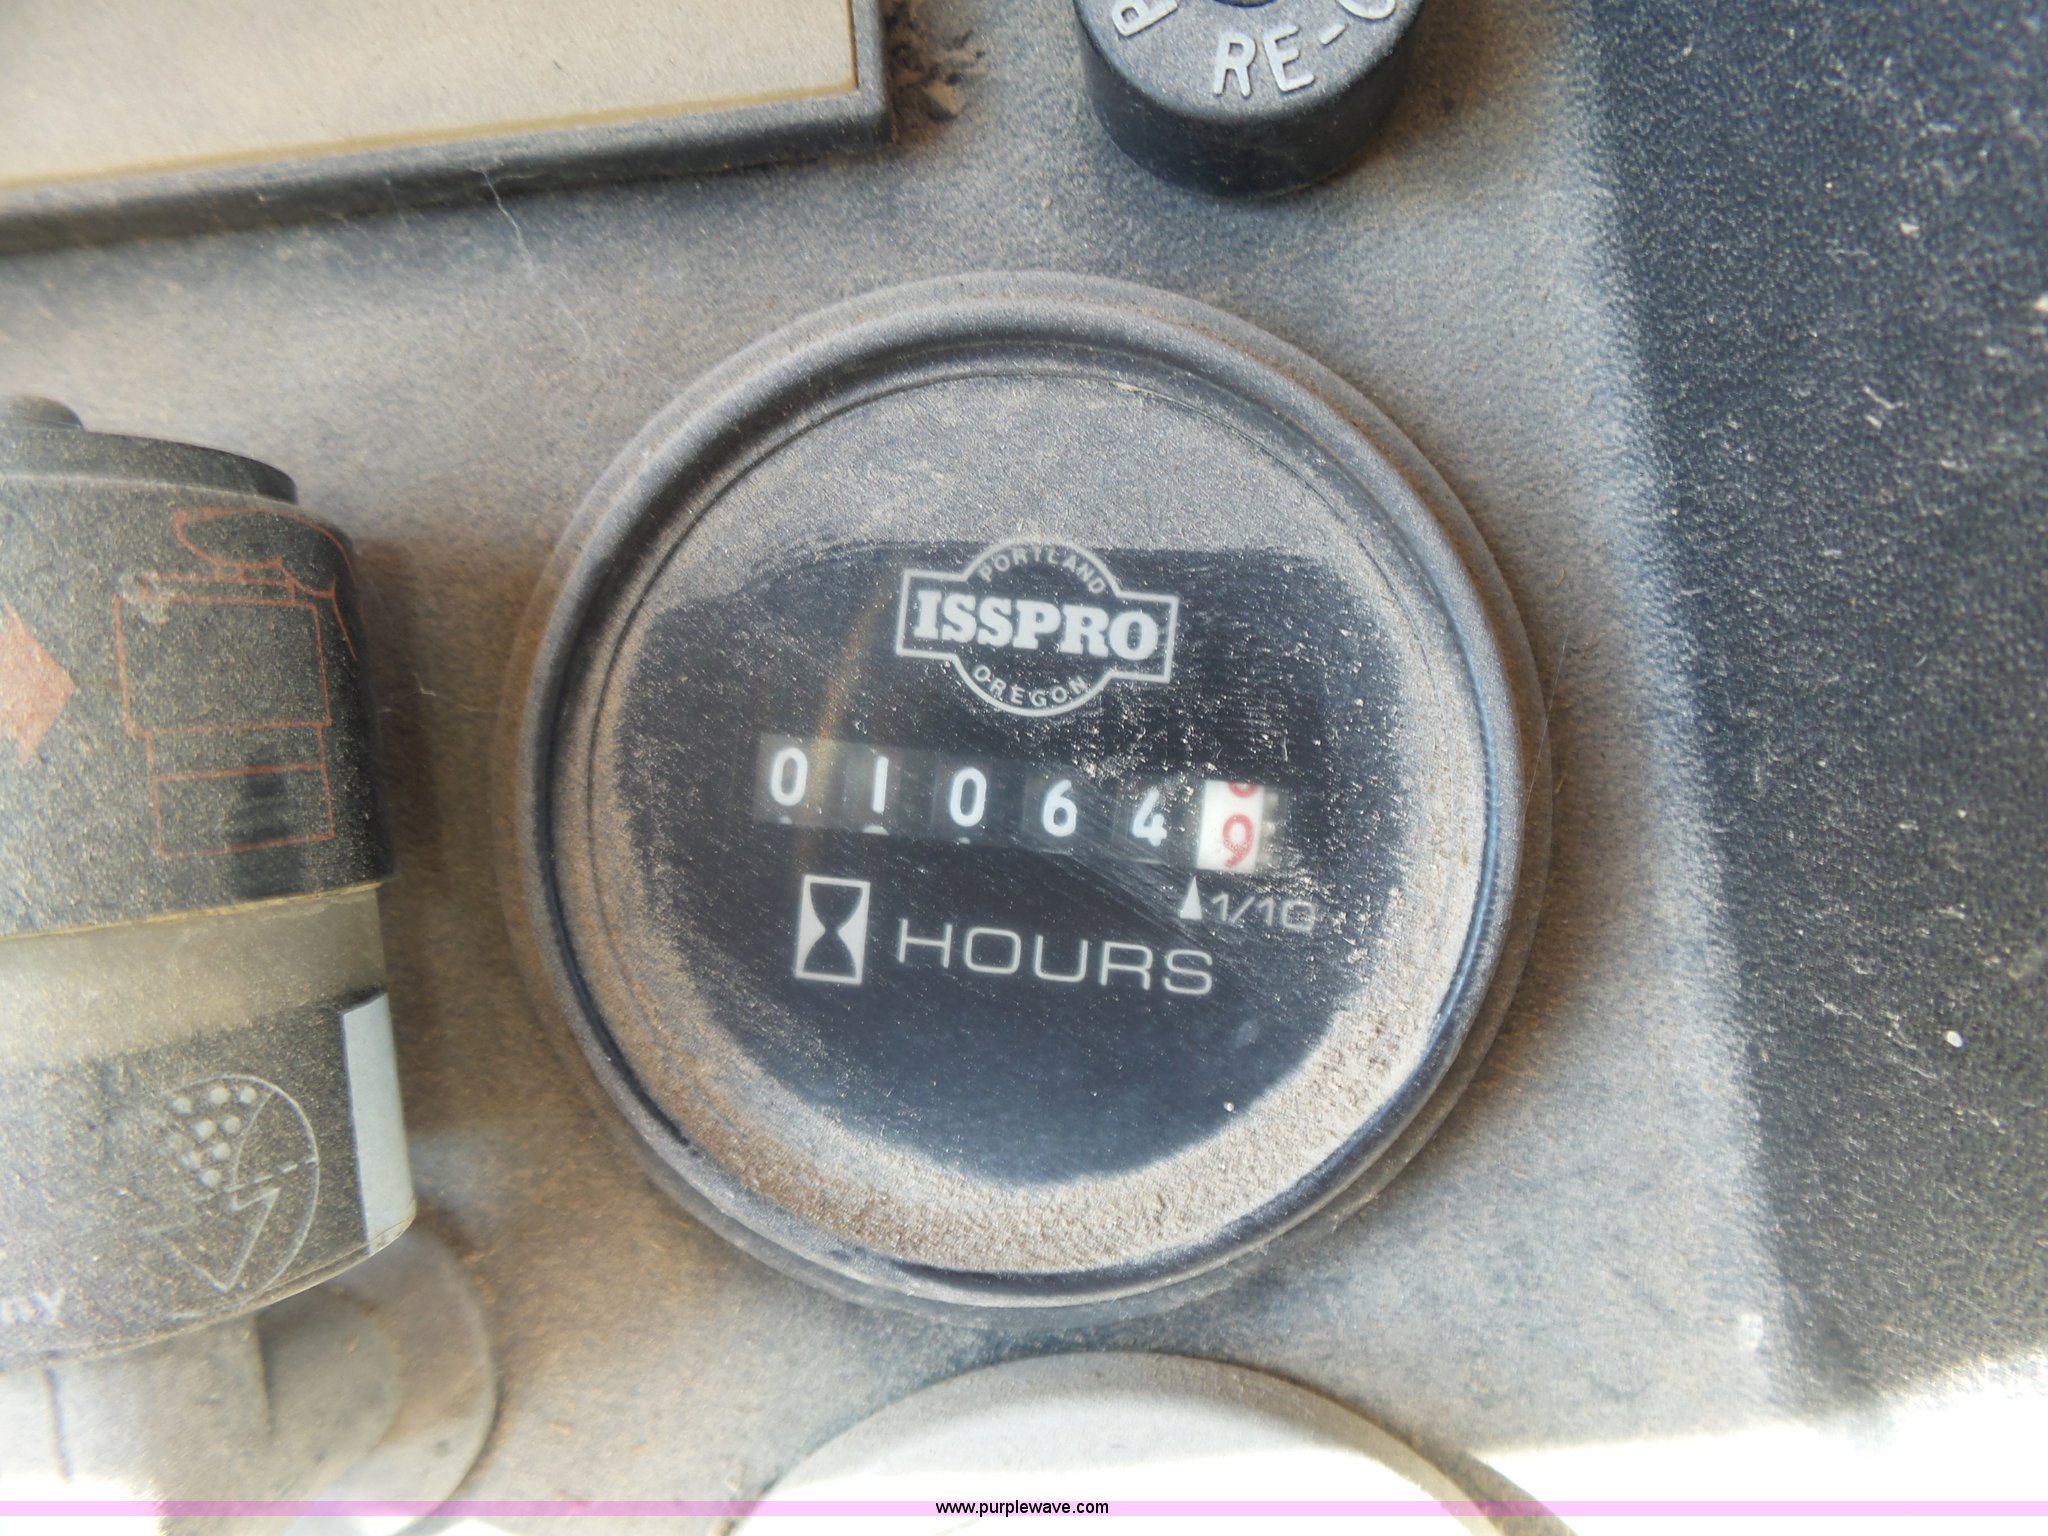 RE-
PORTLAND
ISSPRO
OREGON
010649
1/10
HOURS
www.purplewave.com